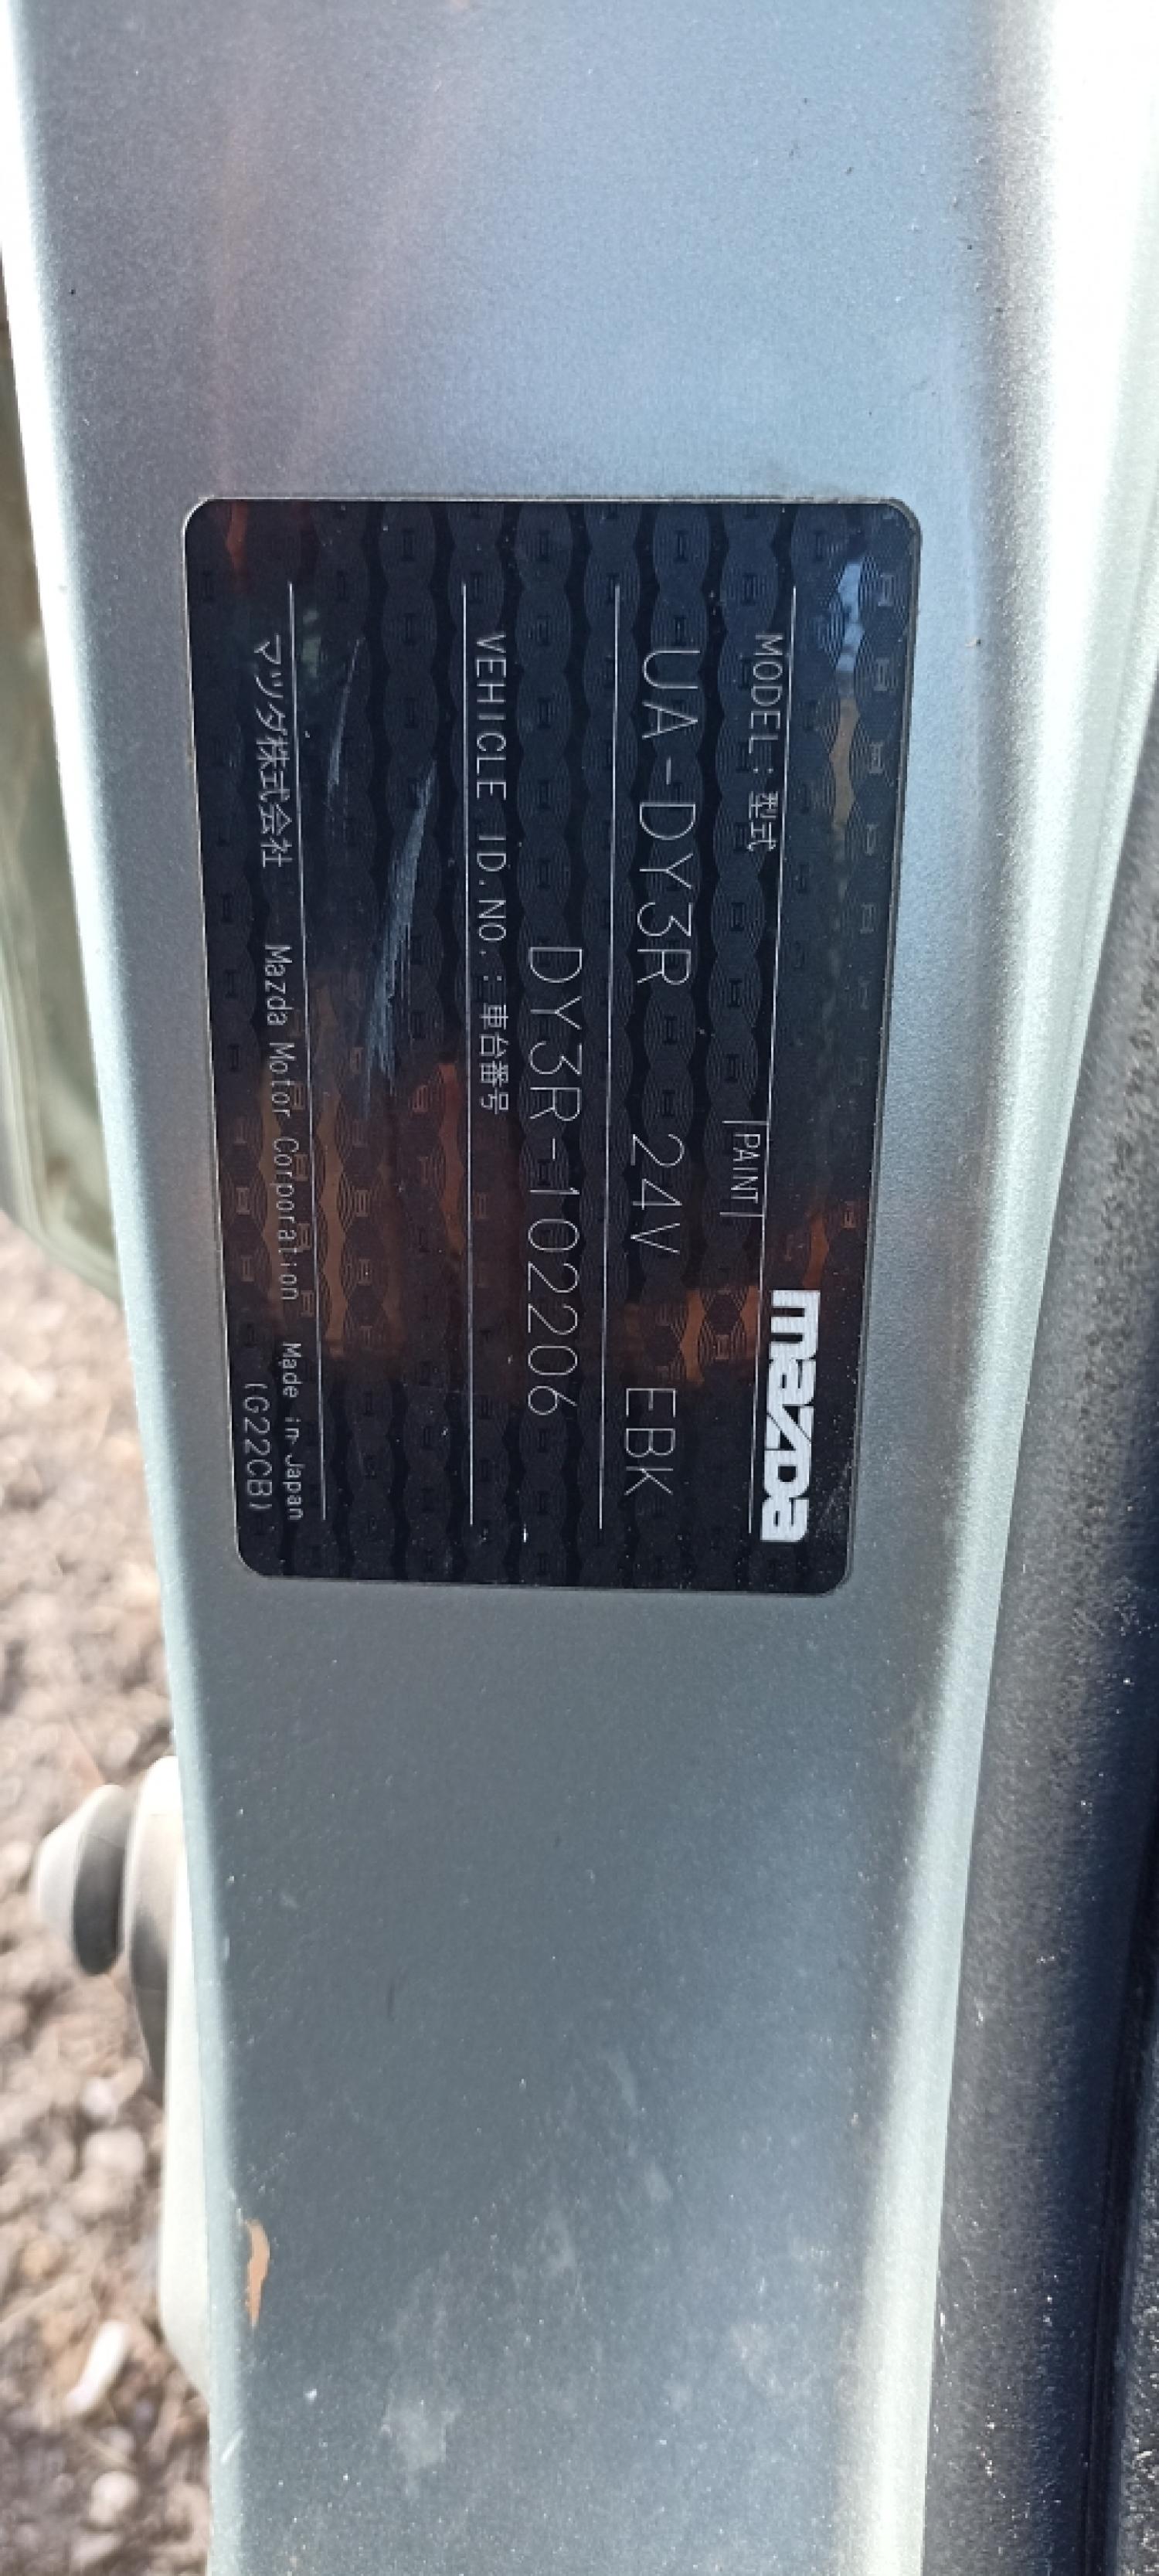 mazda
MODEL:型式 PAINT
UA-DY3R 24V EBK
DY3R-102206
VEHICLE ID.NO.:車台番号
マツダ株式会社 Mazda Motor Corporation Made in Japan
(G22CB)